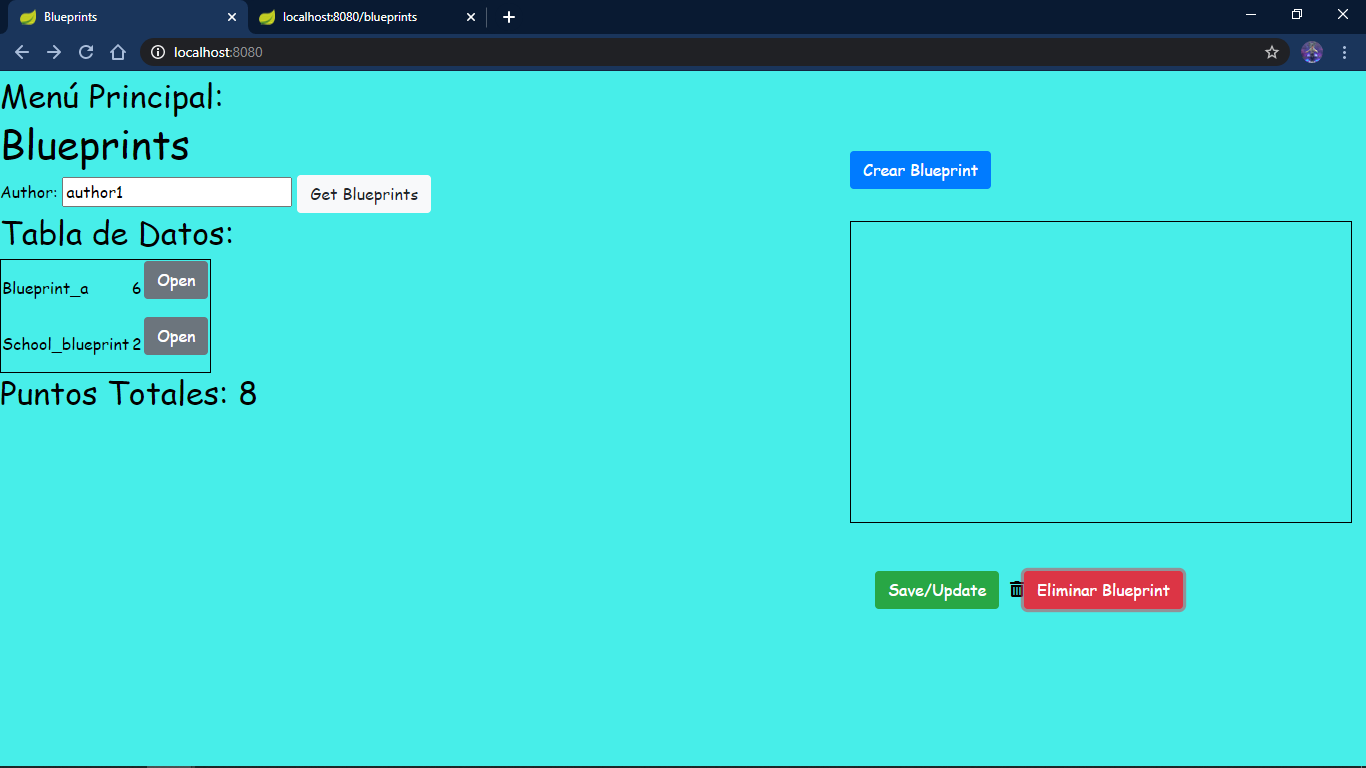 Blueprints
localhost:8080/blueprints
localhost:8080
Menú Principal:
Blueprints
Author: author1 Get Blueprints
Tabla de Datos:
Blueprint_a 6 Open
School_blueprint 2 Open
Puntos Totales: 8
Crear Blueprint
Save/Update Eliminar Blueprint